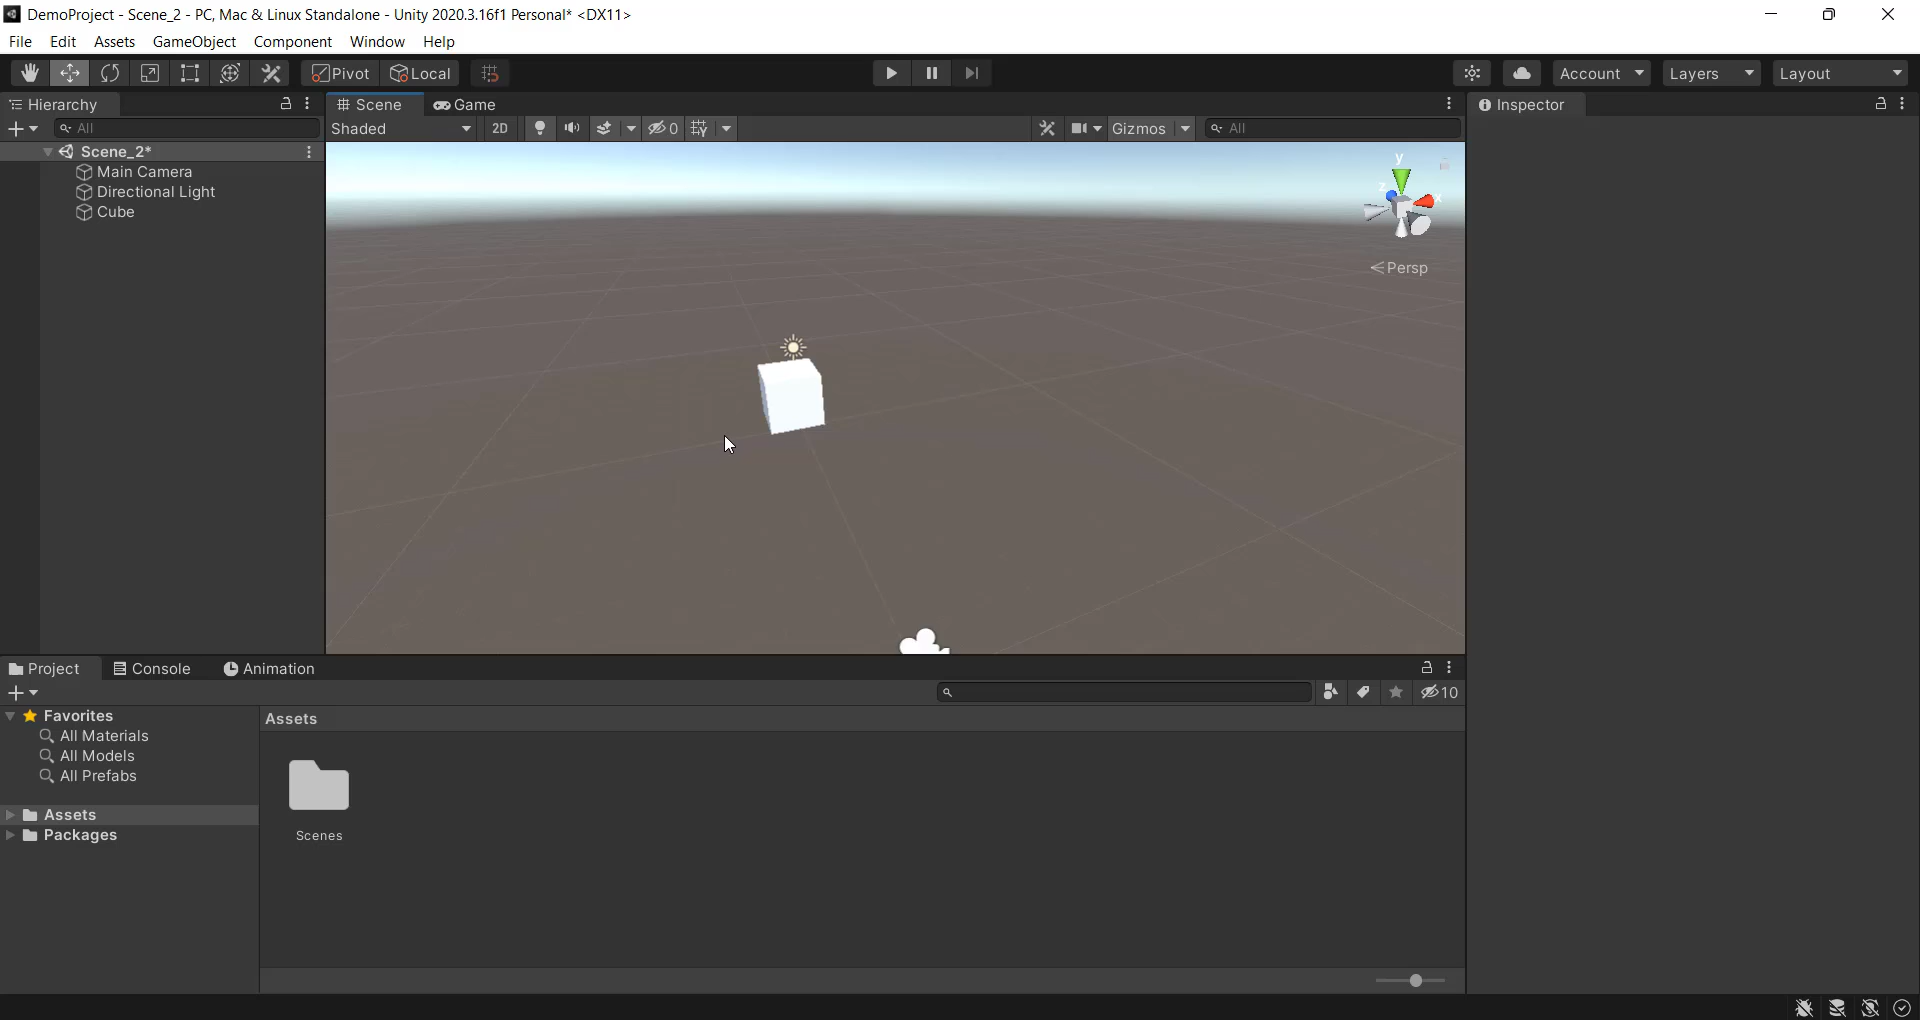 DemoProject - Scene_2 - PC, Mac & Linux Standalone - Unity 2020.3.16f1 Personal* <DX11>
File Edit Assets GameObject Component Window Help
Pivot Local Account Layers Layout
Hierarchy Scene Game Inspector
All Shaded 2D 0 Gizmos All
Scene_2*
Main Camera
Directional Light
Cube
y
z x
Persp
Project Console Animation
10
Favorites
All Materials
All Models
All Prefabs
Assets
Packages
Assets
Scenes